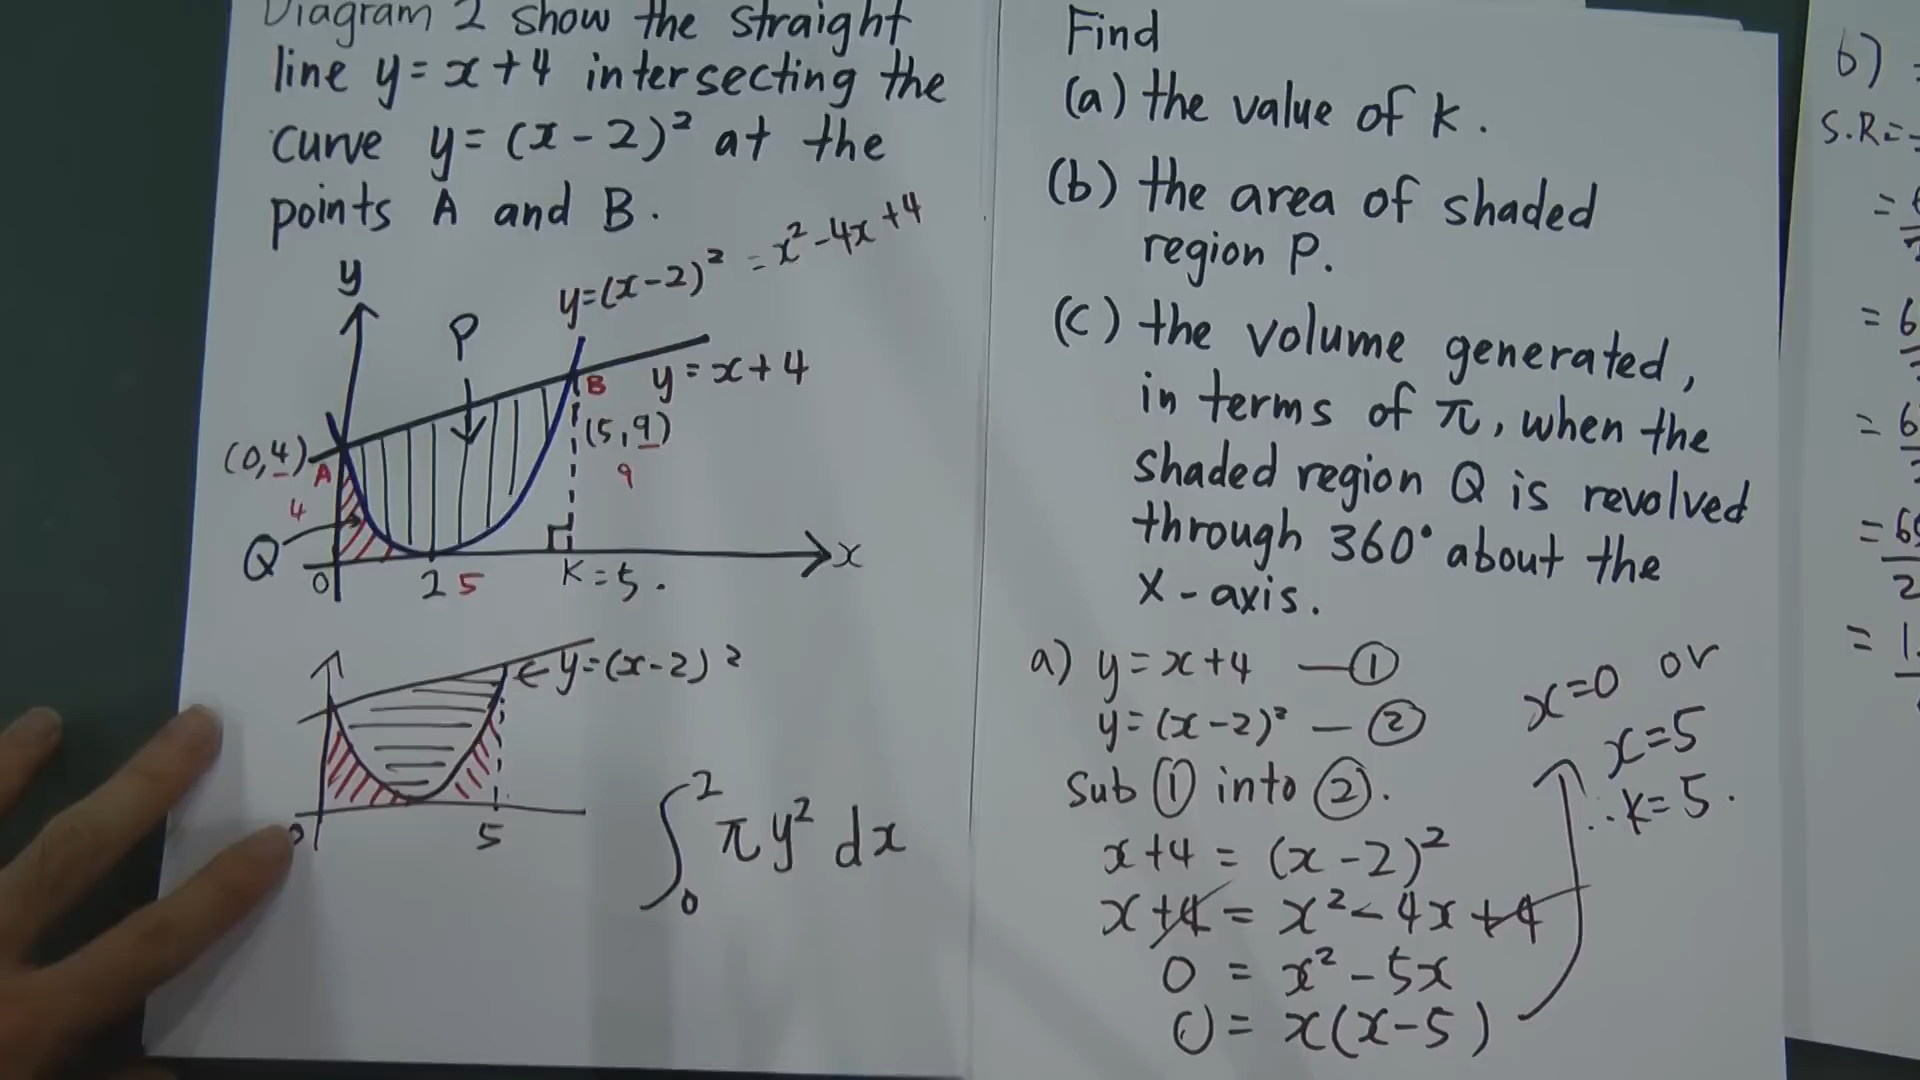 Diagram 2 show the straight
line y = x + 4 intersecting the
curve y = (x - 2)² at the
points A and B.
y = (x - 2)² = x² - 4x + 4
y
P
y = x + 4
B
(5, 9)
9
(0, 4)
A
4
Q
0
2
5
K = 5.
x
← y = (x - 2)²
5
∫₀² π y² dx
Find
(a) the value of k.
(b) the area of shaded
region P.
(c) the volume generated,
in terms of π, when the
shaded region Q is revolved
through 360° about the
x - axis.
a) y = x + 4 — ①
y = (x - 2)² — ②
Sub ① into ②.
x + 4 = (x - 2)²
x + 4 = x² - 4x + 4
0 = x² - 5x
0 = x(x - 5)
x = 0 or
x = 5
∴ k = 5.
b)
S.R =